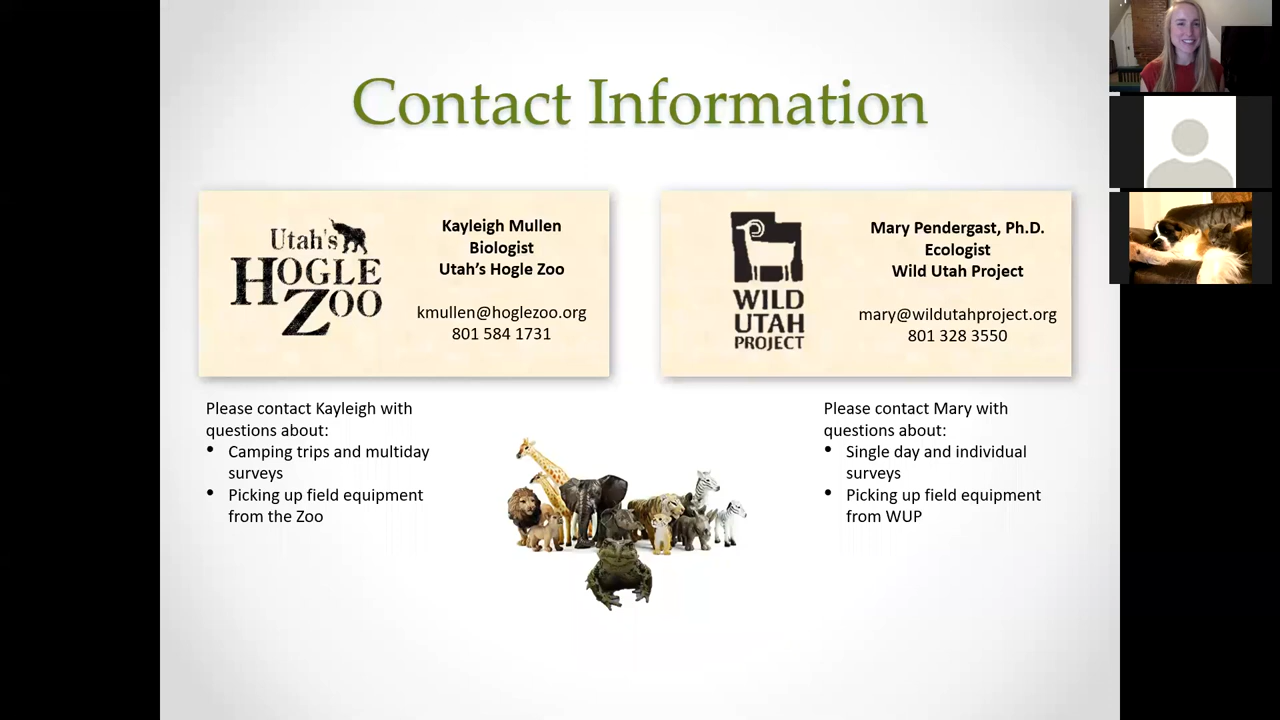 Contact Information
Utah's
HOGLE
ZOO
Kayleigh Mullen
Biologist
Utah’s Hogle Zoo
kmullen@hoglezoo.org
801 584 1731
WILD
UTAH
PROJECT
Mary Pendergast, Ph.D.
Ecologist
Wild Utah Project
mary@wildutahproject.org
801 328 3550
Please contact Kayleigh with
questions about:
• Camping trips and multiday
surveys
• Picking up field equipment
from the Zoo
Please contact Mary with
questions about:
• Single day and individual
surveys
• Picking up field equipment
from WUP